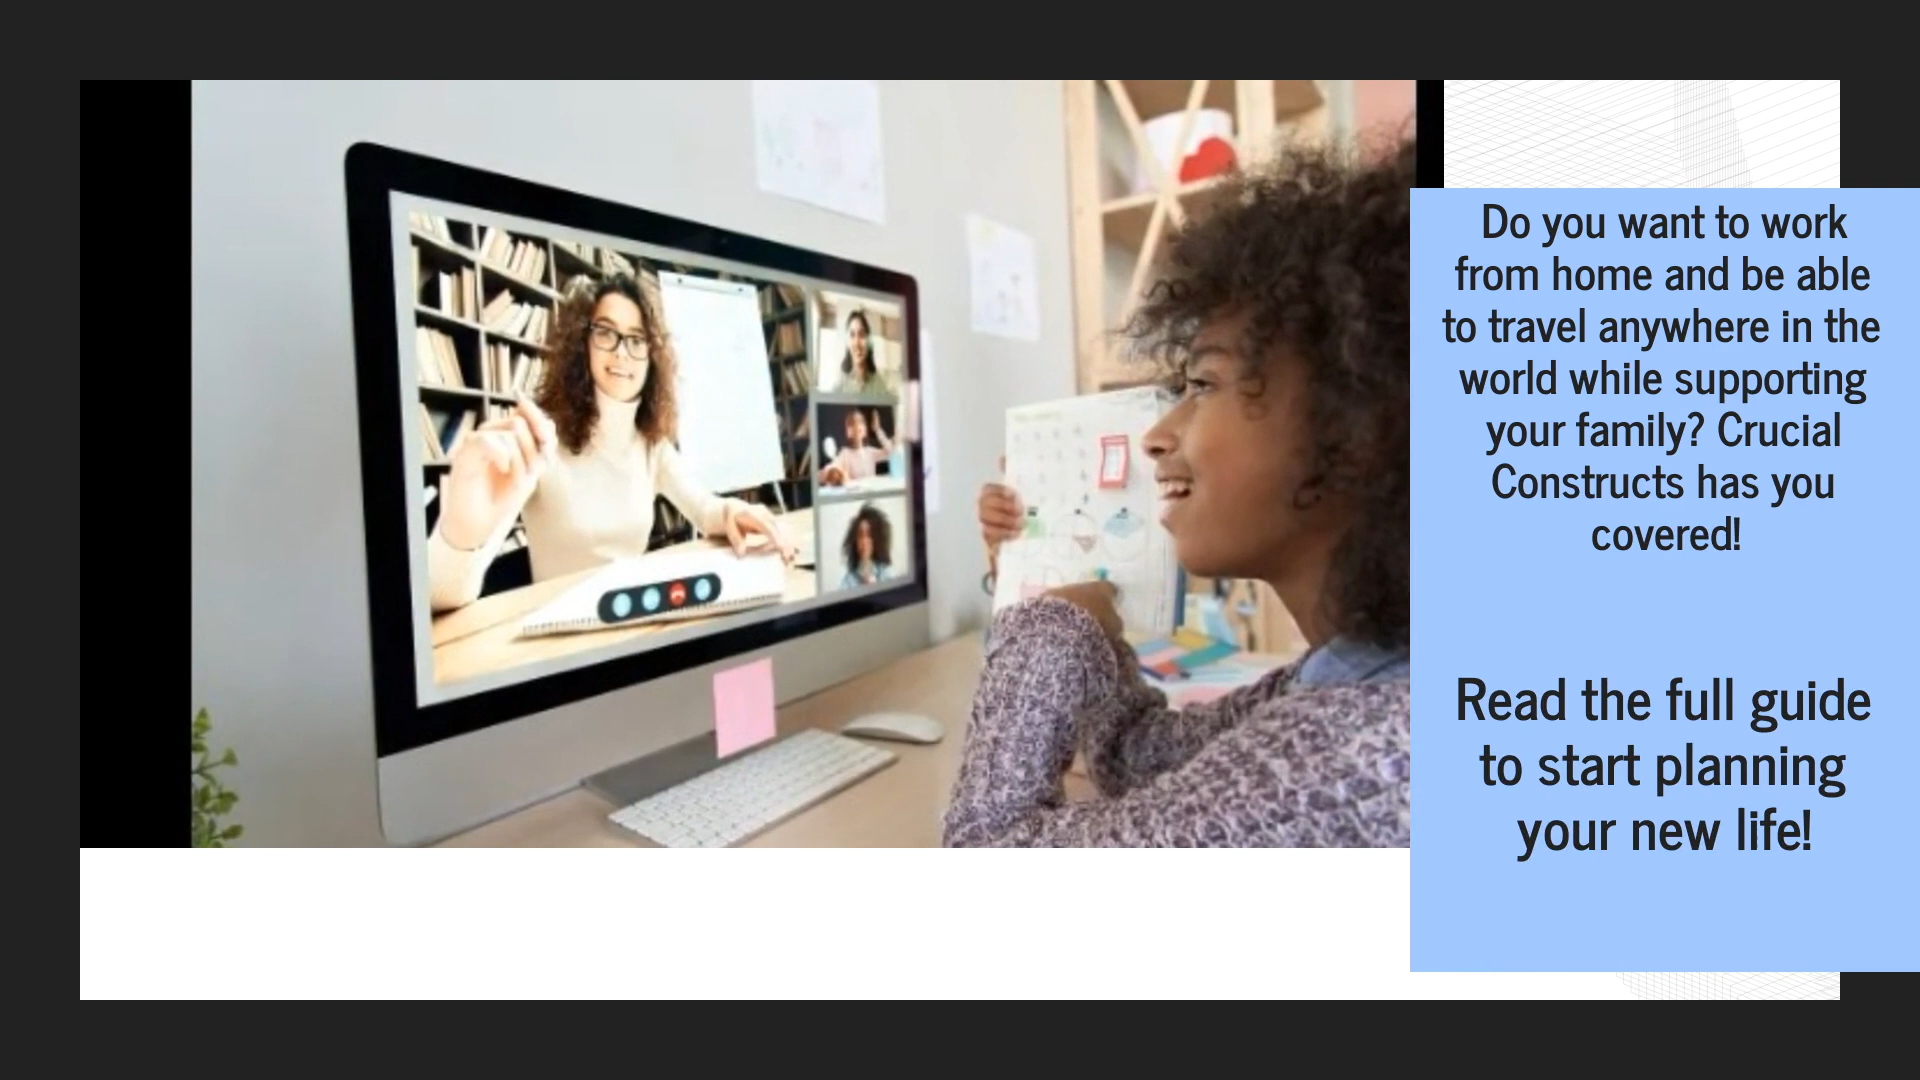 Do you want to work
from home and be able
to travel anywhere in the
world while supporting
your family? Crucial
Constructs has you
covered!
Read the full guide
to start planning
your new life!